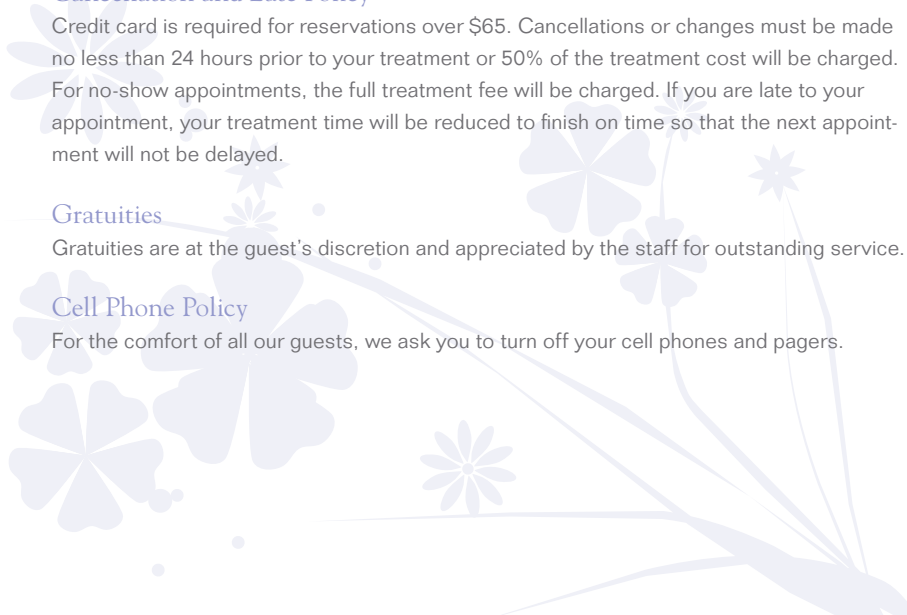 Cancellation and Late Policy
Credit card is required for reservations over $65. Cancellations or changes must be made
no less than 24 hours prior to your treatment or 50% of the treatment cost will be charged.
For no-show appointments, the full treatment fee will be charged. If you are late to your
appointment, your treatment time will be reduced to finish on time so that the next appoint-
ment will not be delayed.
Gratuities
Gratuities are at the guest’s discretion and appreciated by the staff for outstanding service.
Cell Phone Policy
For the comfort of all our guests, we ask you to turn off your cell phones and pagers.